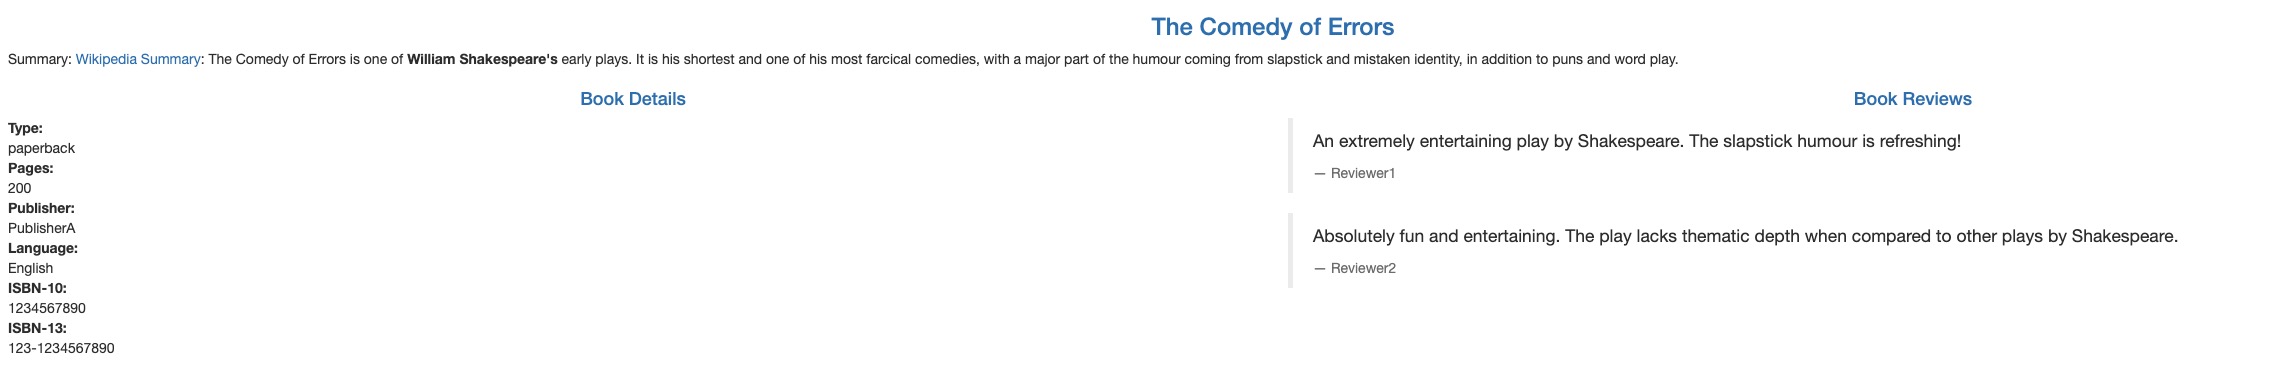 The Comedy of Errors
Summary: Wikipedia Summary: The Comedy of Errors is one of William Shakespeare's early plays. It is his shortest and one of his most farcical comedies, with a major part of the humour coming from slapstick and mistaken identity, in addition to puns and word play.
Book Details
Type:
paperback
Pages:
200
Publisher:
PublisherA
Language:
English
ISBN-10:
1234567890
ISBN-13:
123-1234567890
Book Reviews
An extremely entertaining play by Shakespeare. The slapstick humour is refreshing!
— Reviewer1
Absolutely fun and entertaining. The play lacks thematic depth when compared to other plays by Shakespeare.
— Reviewer2